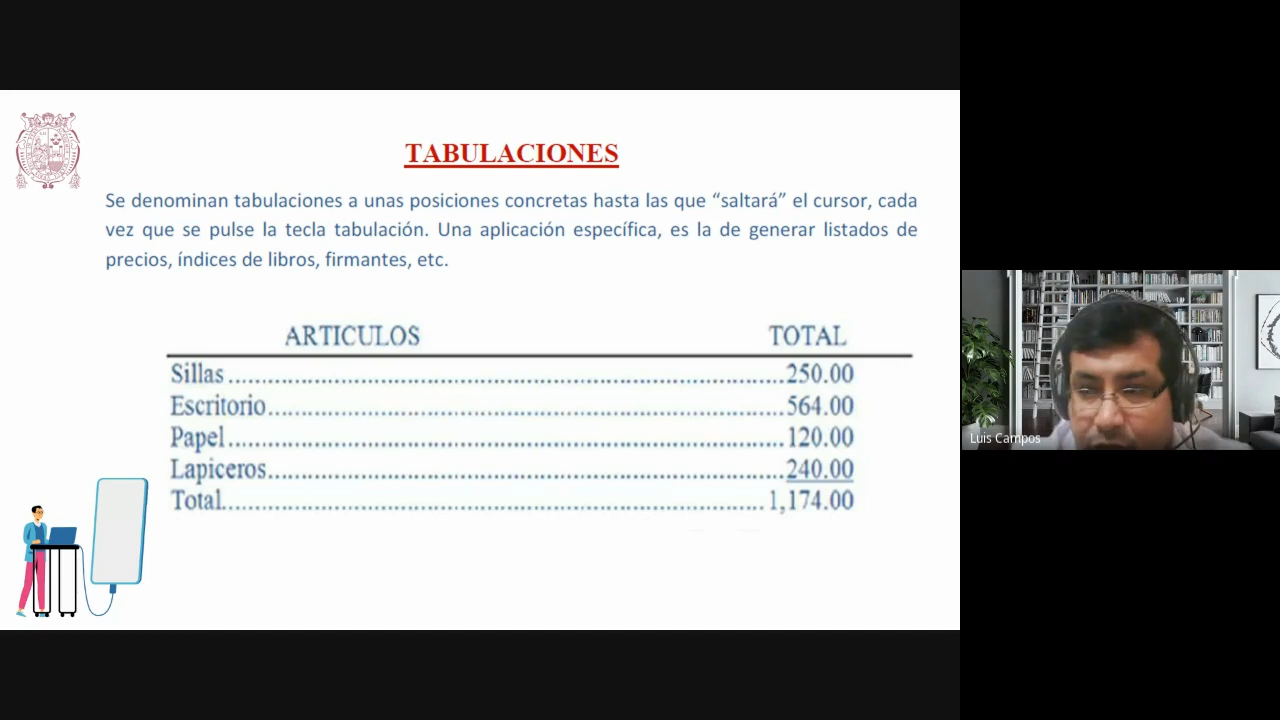 TABULACIONES
Se denominan tabulaciones a unas posiciones concretas hasta las que “saltará” el cursor, cada
vez que se pulse la tecla tabulación. Una aplicación específica, es la de generar listados de
precios, índices de libros, firmantes, etc.
ARTICULOS TOTAL
Sillas ........................................................................................250.00
Escritorio..................................................................................564.00
Papel ........................................................................................120.00
Lapiceros..................................................................................240.00
Total......................................................................................1,174.00
Luis Campos